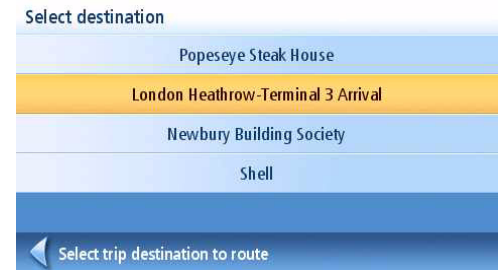 Select destination
Popeseye Steak House
London Heathrow-Terminal 3 Arrival
Newbury Building Society
Shell
Select trip destination to route